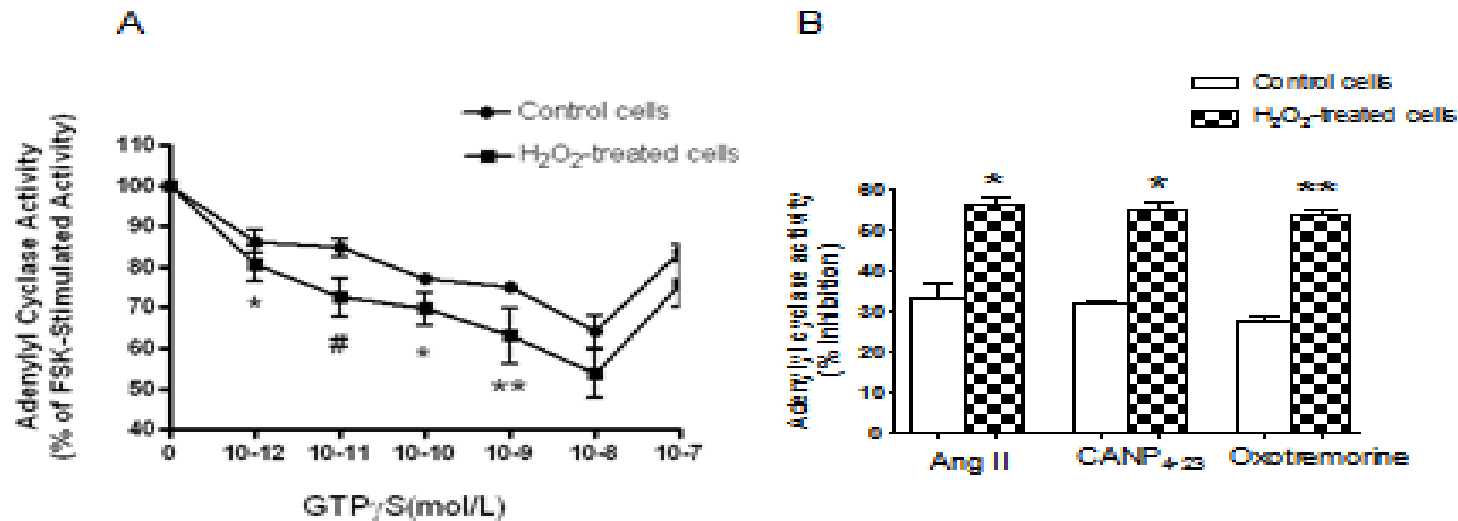 A
Control cells
H₂O₂-treated cells
Adenylyl Cyclase Activity
(% of FSK-Stimulated Activity)
110
100
90
80
70
60
50
40
*
#
*
**
0 10-12 10-11 10-10 10-9 10-8 10-7
GTPγS(mol/L)
B
Control cells
H₂O₂-treated cells
Adenylyl cyclase activity
(% Inhibition)
60
50
40
30
20
10
0
* * **
Ang II CANP₄₋₂₃ Oxotremorine